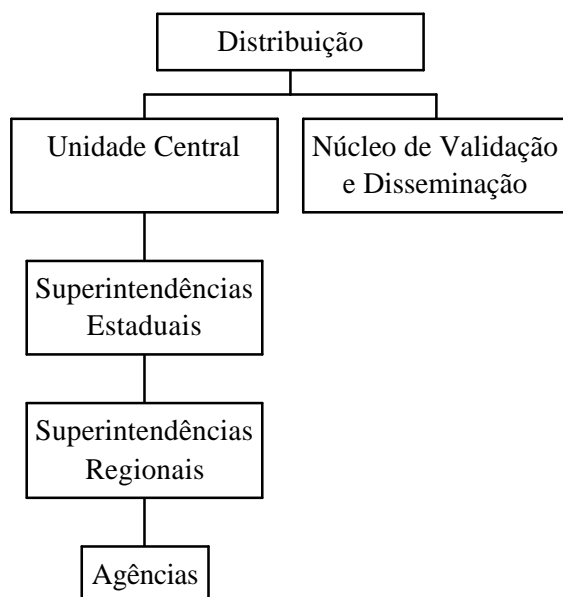 Distribuição
Unidade Central
Núcleo de Validação
e Disseminação
Superintendências
Estaduais
Superintendências
Regionais
Agências